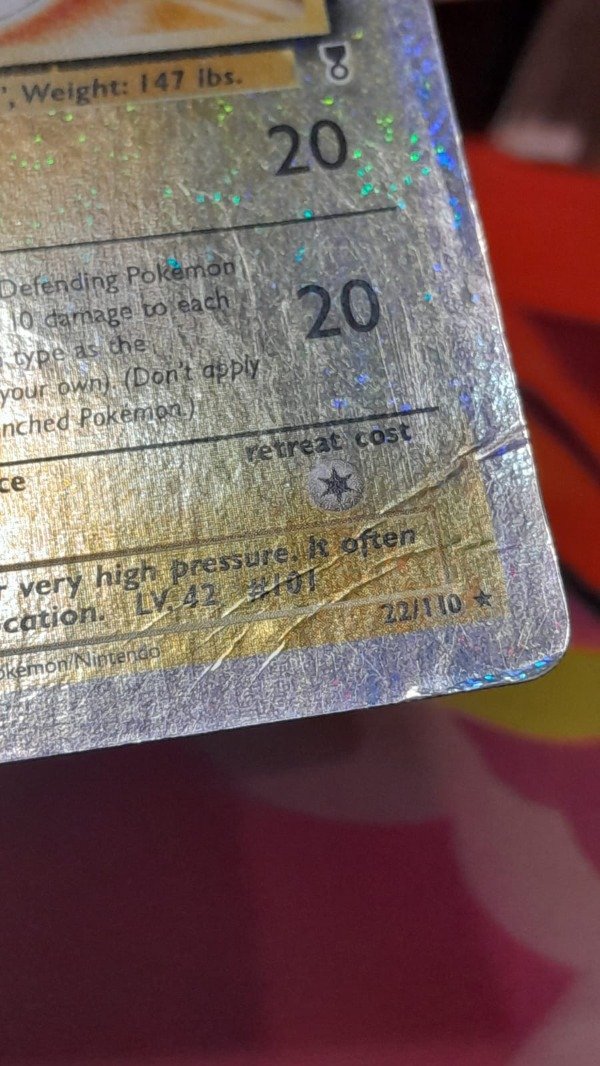 ", Weight: 147 lbs.
20
Defending Pokémon
10 damage to each
type as the
your own). (Don't apply
nched Pokémon.)
20
ce
retreat cost
r very high pressure. It often
cation. LV. 42 #101
22/110 ★
okémon/Nintendo